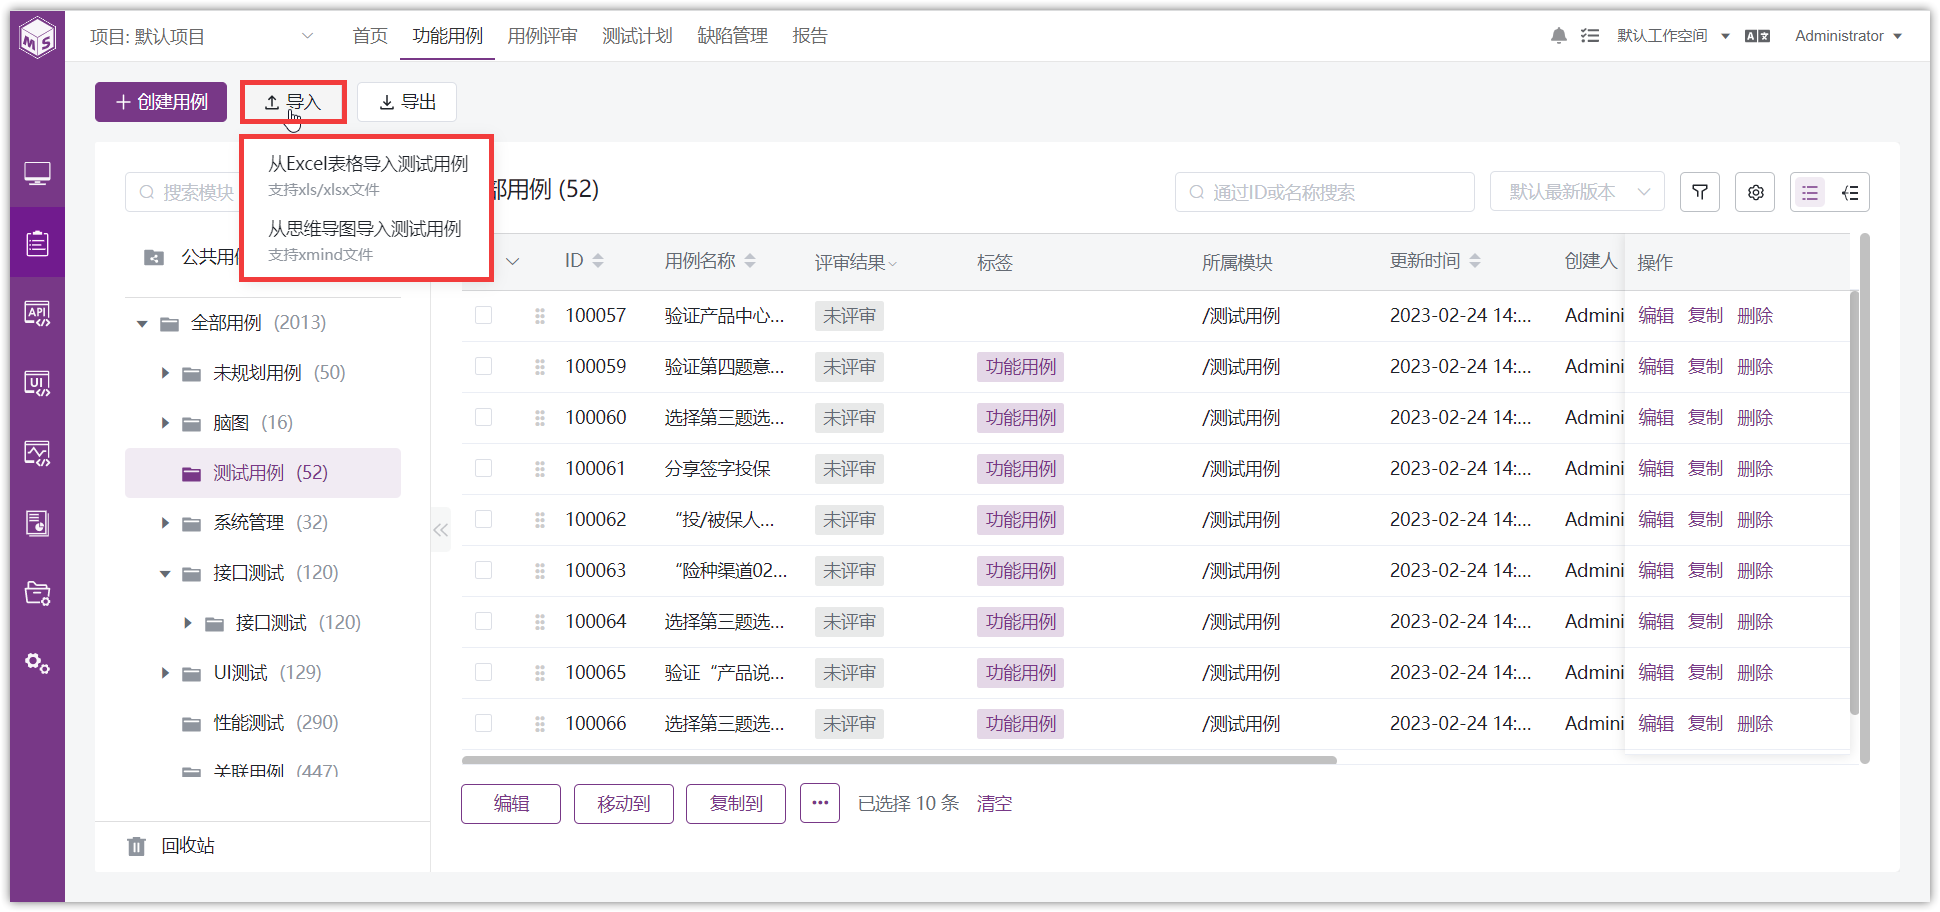 MS
项目: 默认项目
首页 功能用例 用例评审 测试计划 缺陷管理 报告
默认工作空间 Administrator
创建用例 导入 导出
从Excel表格导入测试用例
支持xls/xlsx文件
从思维导图导入测试用例
支持xmind文件
搜索模块
部用例 (52)
通过ID或名称搜索
默认最新版本
公共用例
全部用例 (2013)
未规划用例 (50)
脑图 (16)
测试用例 (52)
系统管理 (32)
接口测试 (120)
接口测试 (120)
UI测试 (129)
性能测试 (290)
关联用例 (447)
回收站
API
UI
ID 用例名称 评审结果 标签 所属模块 更新时间 创建人 操作
100057 验证产品中心... 未评审 /测试用例 2023-02-24 14:... Admini 编辑 复制 删除
100059 验证第四题意... 未评审 功能用例 /测试用例 2023-02-24 14:... Admini 编辑 复制 删除
100060 选择第三题选... 未评审 功能用例 /测试用例 2023-02-24 14:... Admini 编辑 复制 删除
100061 分享签字投保 未评审 功能用例 /测试用例 2023-02-24 14:... Admini 编辑 复制 删除
100062 “投/被保人... 未评审 功能用例 /测试用例 2023-02-24 14:... Admini 编辑 复制 删除
100063 “险种渠道02... 未评审 功能用例 /测试用例 2023-02-24 14:... Admini 编辑 复制 删除
100064 选择第三题选... 未评审 功能用例 /测试用例 2023-02-24 14:... Admini 编辑 复制 删除
100065 验证“产品说... 未评审 功能用例 /测试用例 2023-02-24 14:... Admini 编辑 复制 删除
100066 选择第三题选... 未评审 功能用例 /测试用例 2023-02-24 14:... Admini 编辑 复制 删除
编辑 移动到 复制到 ••• 已选择 10 条 清空